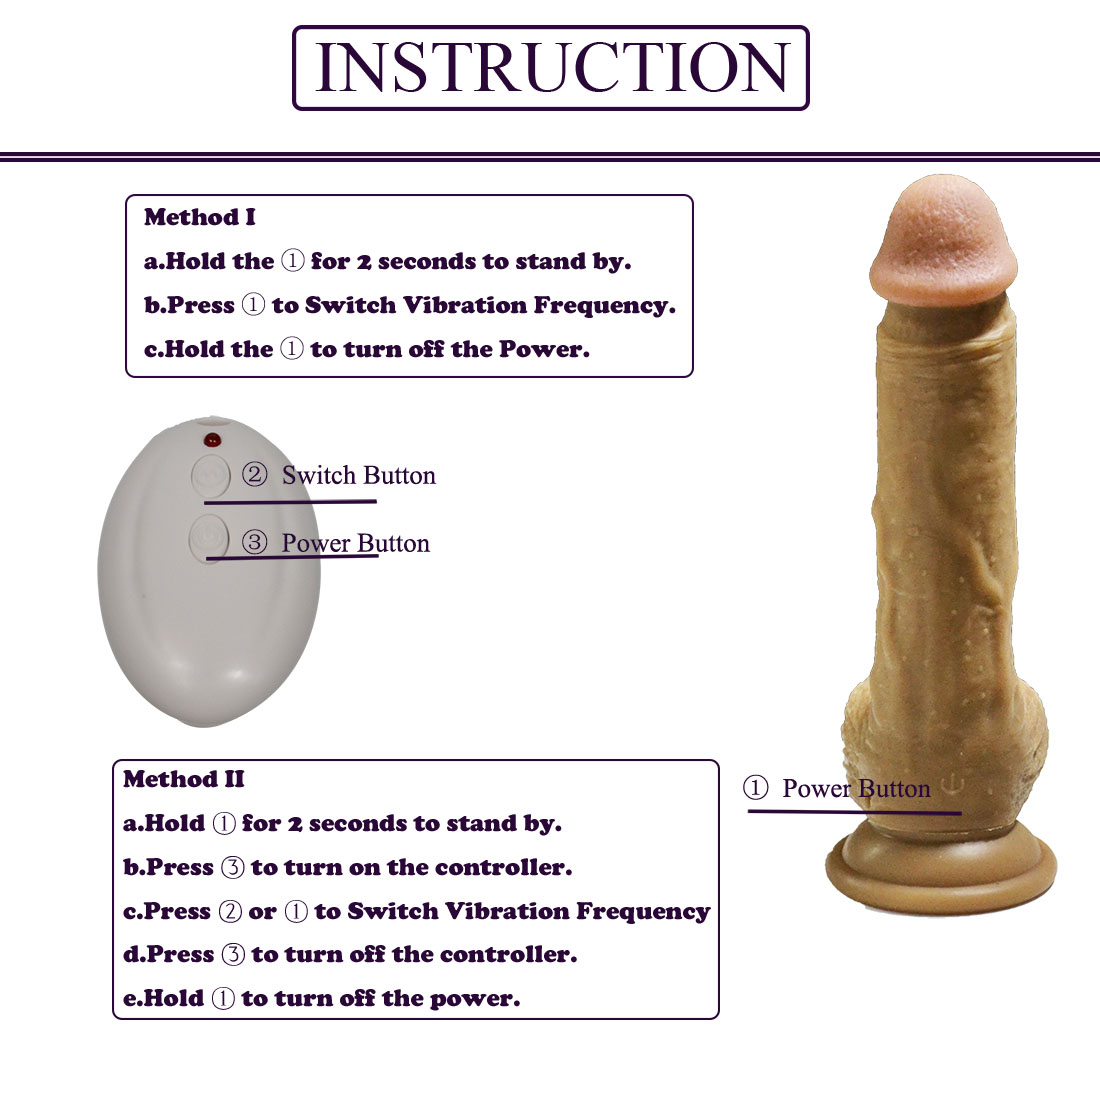 INSTRUCTION
Method I
a.Hold the ① for 2 seconds to stand by.
b.Press ① to Switch Vibration Frequency.
c.Hold the ① to turn off the Power.
② Switch Button
③ Power Button
① Power Button
Method II
a.Hold ① for 2 seconds to stand by.
b.Press ③ to turn on the controller.
c.Press ② or ① to Switch Vibration Frequency
d.Press ③ to turn off the controller.
e.Hold ① to turn off the power.